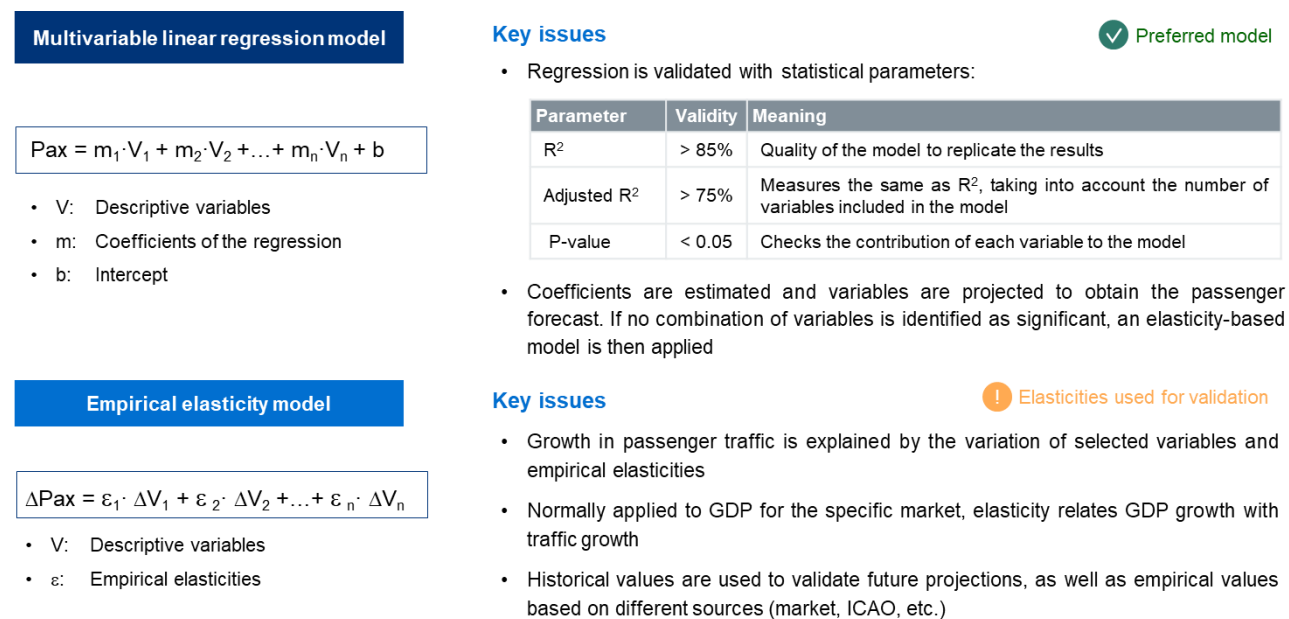 Multivariable linear regression model
Pax = m₁·V₁ + m₂·V₂ +…+ mₙ·Vₙ + b
• V: Descriptive variables
• m: Coefficients of the regression
• b: Intercept
Key issues
Preferred model
• Regression is validated with statistical parameters:
Parameter Validity Meaning
R² > 85% Quality of the model to replicate the results
Adjusted R² > 75% Measures the same as R², taking into account the number of
variables included in the model
P-value < 0.05 Checks the contribution of each variable to the model
• Coefficients are estimated and variables are projected to obtain the passenger
forecast. If no combination of variables is identified as significant, an elasticity-based
model is then applied
Empirical elasticity model
ΔPax = ε₁· ΔV₁ + ε ₂· ΔV₂ +…+ ε ₙ· ΔVₙ
• V: Descriptive variables
• ε: Empirical elasticities
Key issues
! Elasticities used for validation
• Growth in passenger traffic is explained by the variation of selected variables and
empirical elasticities
• Normally applied to GDP for the specific market, elasticity relates GDP growth with
traffic growth
• Historical values are used to validate future projections, as well as empirical values
based on different sources (market, ICAO, etc.)